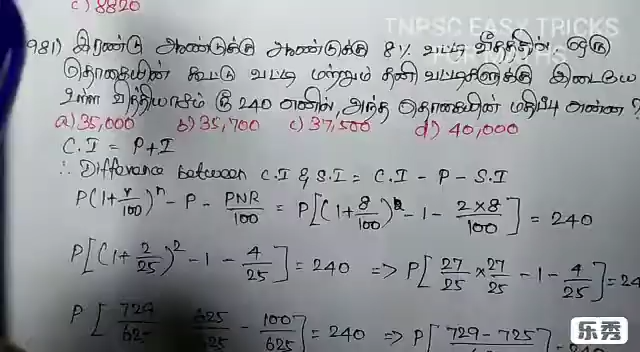 c) 8820
TNPSC EASY TRICKS
981) இரண்டு ஆண்டுக்கு ஆண்டுக்கு 8% வட்டி வீதத்தில், ஒரு
தொகையின் கூட்டு வட்டி மற்றும் தனி வட்டிகளுக்கு இடையே
உள்ள வித்தியாசம் ரூ 240 எனில், அந்த தொகையின் மதிப்பு என்ன ?
a) 35,000 b) 35,700 c) 37,500 d) 40,000
C.I = P+I
∴ Difference between C.I & S.I = C.I - P - S.I
P(1+r/100)^n - P - PNR/100 = P[(1+8/100)^2 - 1 - 2×8/100] = 240
P[(1+2/25)^2 - 1 - 4/25] = 240 => P[27/25 × 27/25 - 1 - 4/25] = 24
P[729/625 - 625/625 - 100/625] = 240 => P[729-725
乐秀